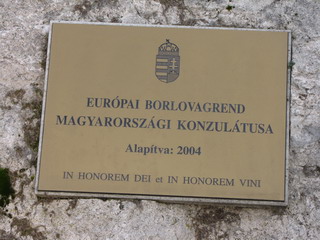 EURÓPAI BORLOVAGREND
MAGYARORSZÁGI KONZULÁTUSA
Alapítva: 2004
IN HONOREM DEI et IN HONOREM VINI